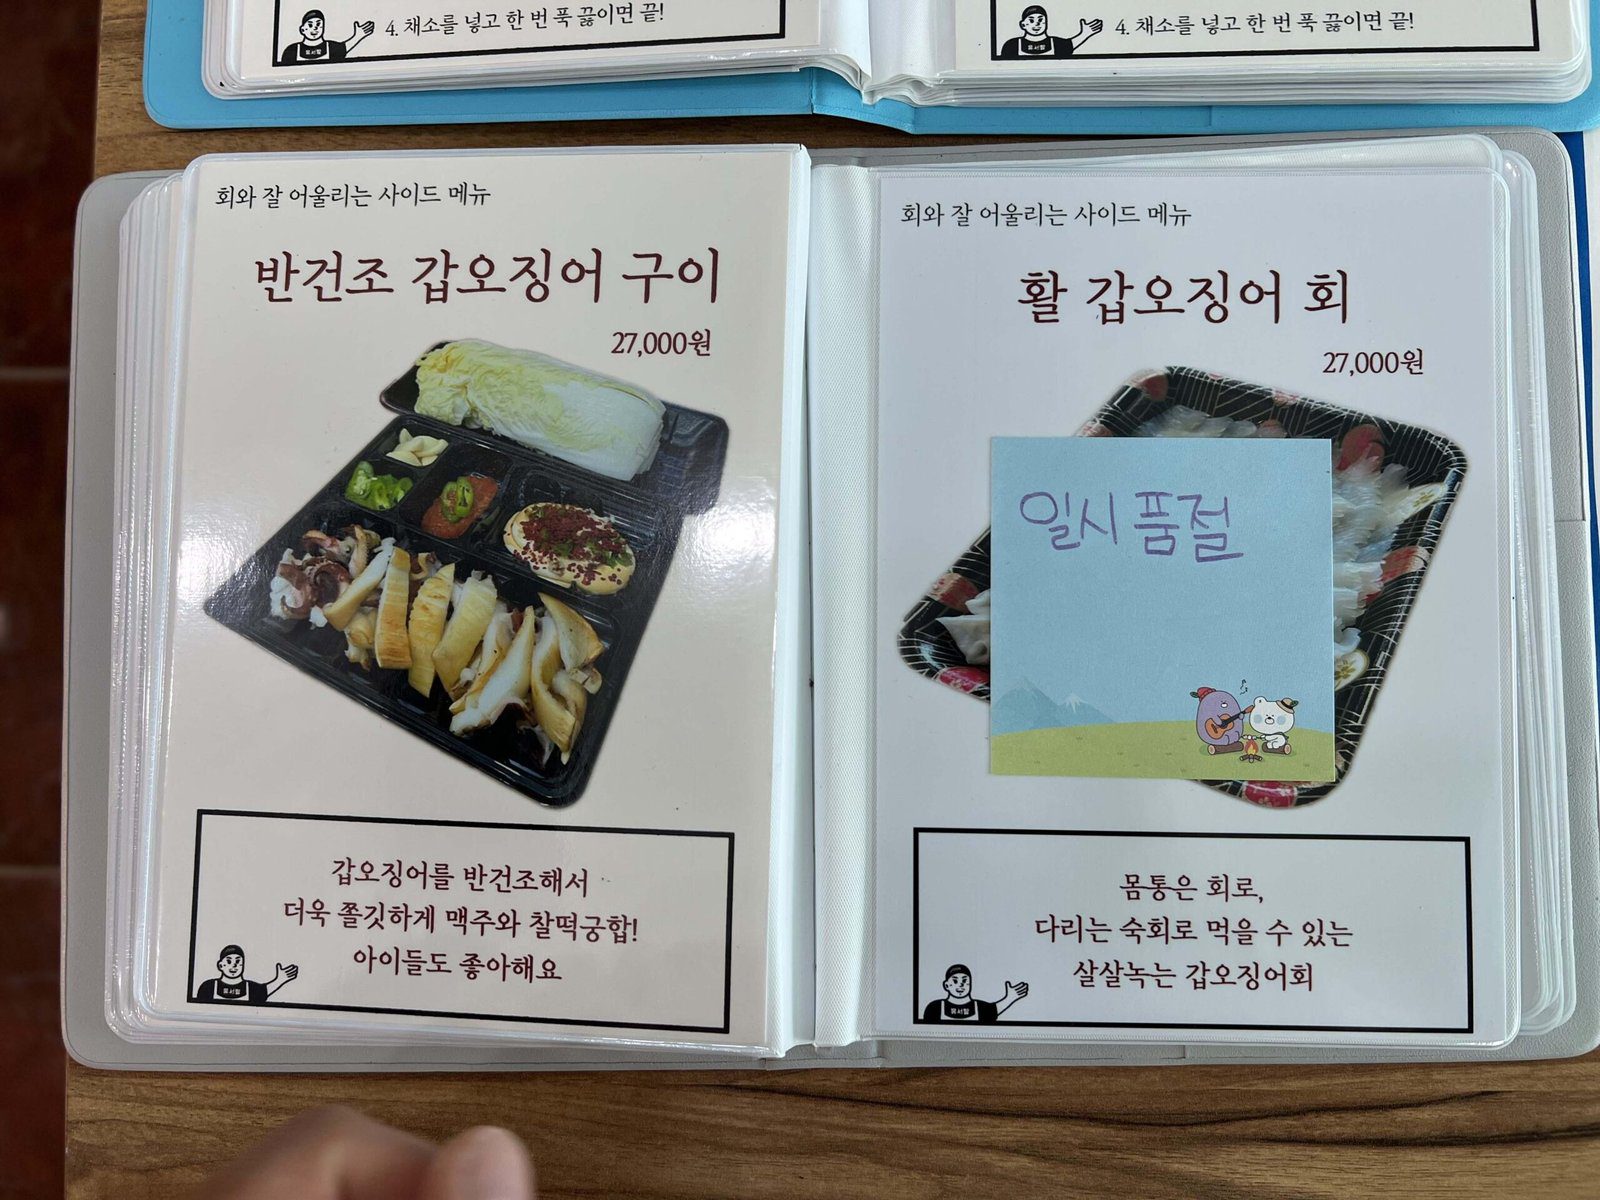 4. 채소를 넣고 한 번 푹 끓이면 끝!
유서방
4. 채소를 넣고 한 번 푹 끓이면 끝!
유서방
회와 잘 어울리는 사이드 메뉴
반건조 갑오징어 구이
27,000원
갑오징어를 반건조해서
더욱 쫄깃하게 맥주와 찰떡궁합!
아이들도 좋아해요
회와 잘 어울리는 사이드 메뉴
활 갑오징어 회
27,000원
일시품절
몸통은 회로,
다리는 숙회로 먹을 수 있는
살살녹는 갑오징어회